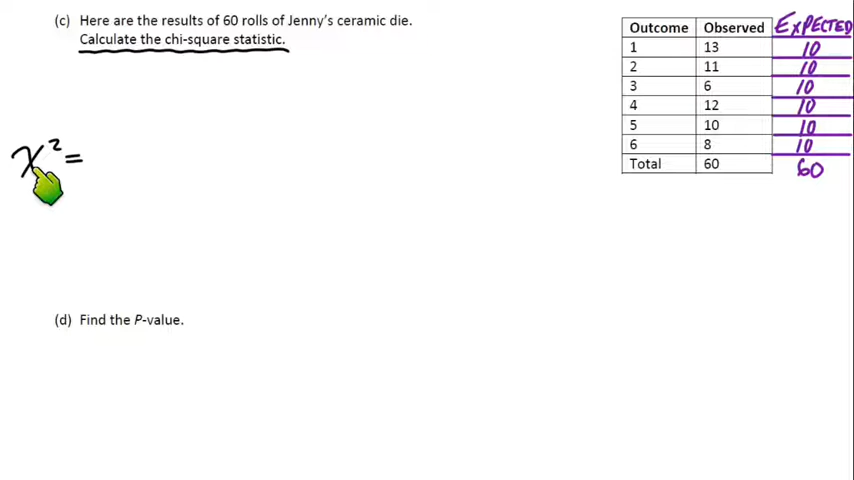 (c) Here are the results of 60 rolls of Jenny's ceramic die.
Calculate the chi-square statistic.
Outcome Observed EXPECTED
1 13 10
2 11 10
3 6 10
4 12 10
5 10 10
6 8 10
Total 60 60
χ² =
(d) Find the P-value.